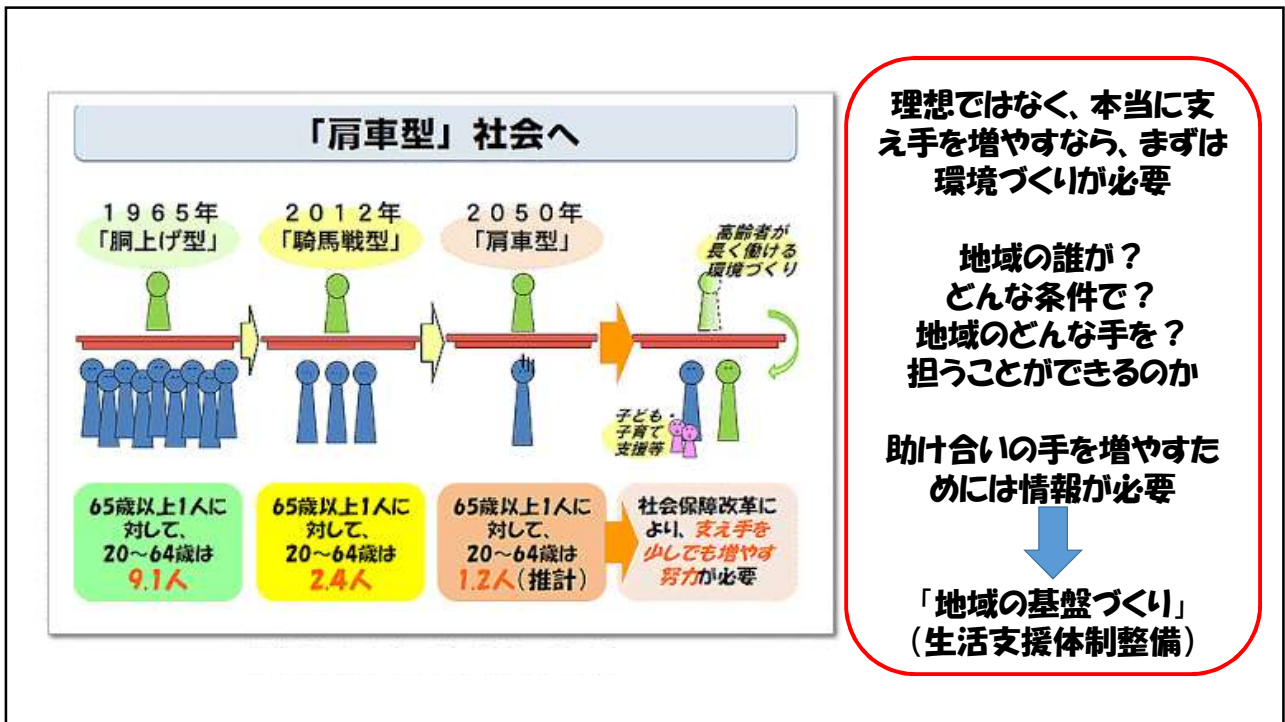 「肩車型」社会へ
1965年
「胴上げ型」
2012年
「騎馬戦型」
2050年
「肩車型」
高齢者が
長く働ける
環境づくり
子ども・
子育て
支援等
65歳以上1人に
対して、
20～64歳は
9.1人
65歳以上1人に
対して、
20～64歳は
2.4人
65歳以上1人に
対して、
20～64歳は
1.2人(推計)
社会保障改革に
より、支え手を
少しでも増やす
努力が必要
理想ではなく、本当に支
え手を増やすなら、まずは
環境づくりが必要
地域の誰が？
どんな条件で？
地域のどんな手を？
担うことができるのか
助け合いの手を増やすた
めには情報が必要
「地域の基盤づくり」
（生活支援体制整備）